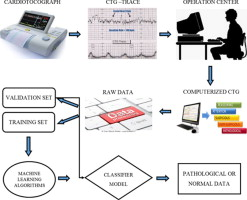 CARDIOTOCOGRAPH
CTG –TRACE
OPERATION CENTER
RAW DATA
COMPUTERIZED CTG
VALIDATION SET
TRAINING SET
Data
MACHINE
LEARNING
ALGORITHMS
CLASSIFIER
MODEL
PATHOLOGICAL OR
NORMAL DATA